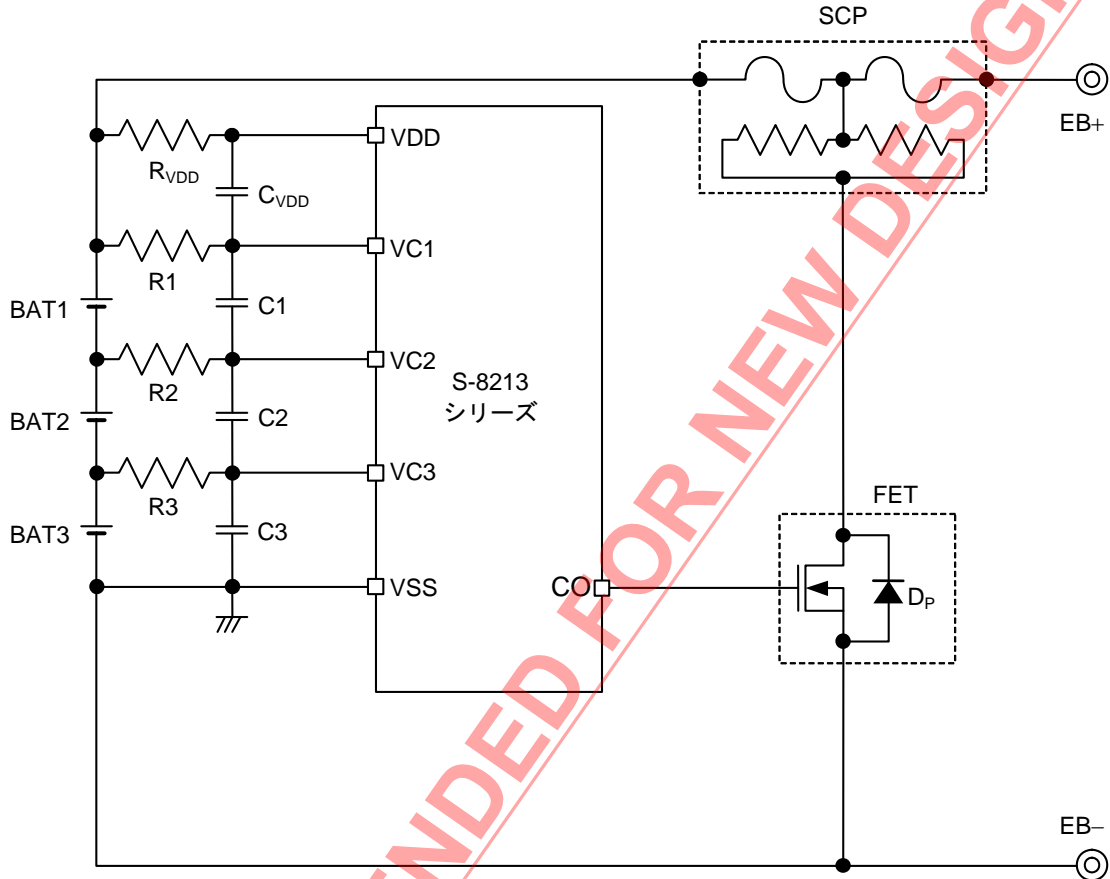 SCP
EB+
VDD
RVDD
CVDD
VC1
R1
BAT1
C1
VC2
R2
S-8213
シリーズ
BAT2
C2
VC3
R3
FET
BAT3
C3
VSS
CO
DP
EB−
NDED FOR NEW DESIG